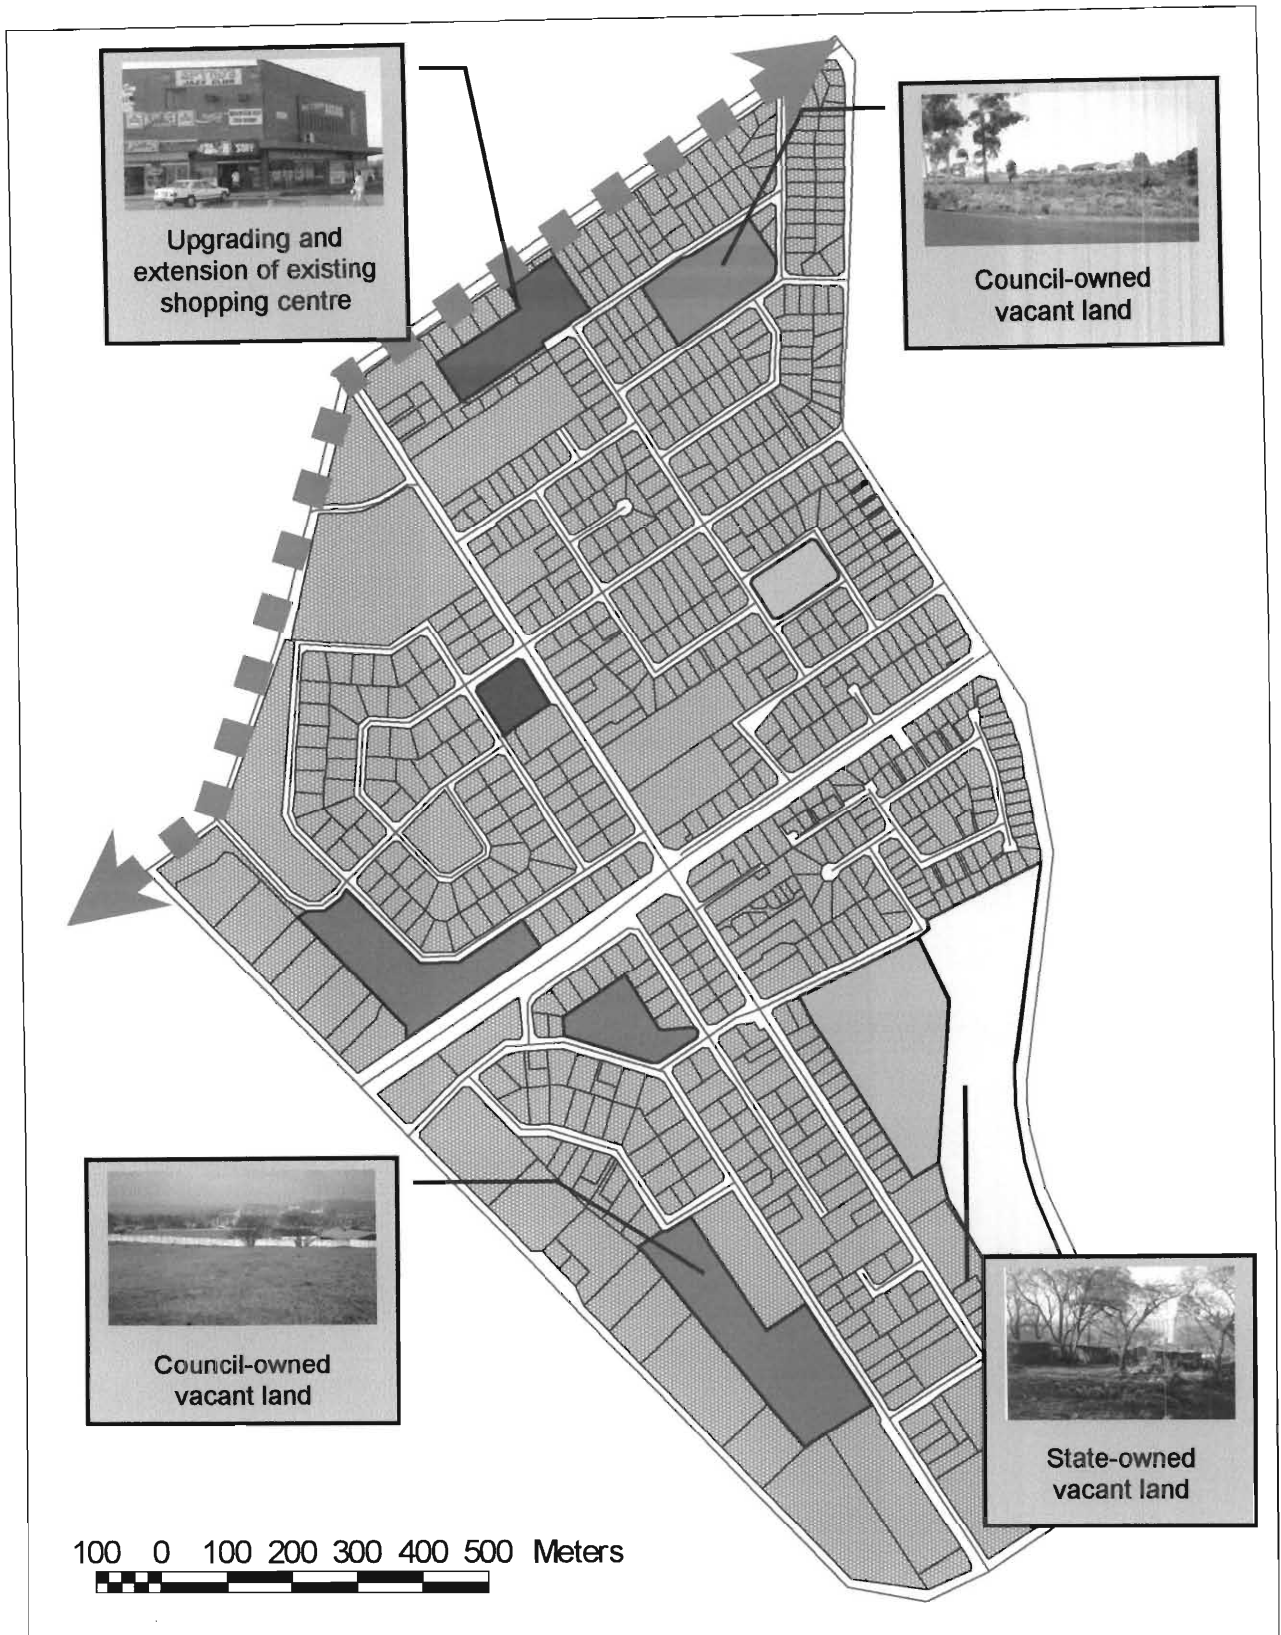 Upgrading and
extension of existing
shopping centre
Council-owned
vacant land
Council-owned
vacant land
State-owned
vacant land
100 0 100 200 300 400 500 Meters